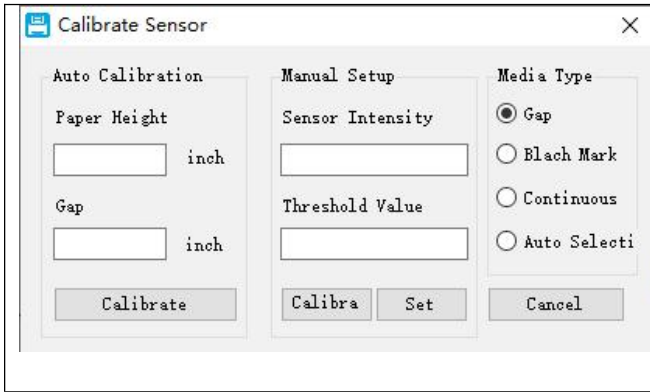 Calibrate Sensor
Auto Calibration
Paper Height
inch
Gap
inch
Calibrate
Manual Setup
Sensor Intensity
Threshold Value
Calibra
Set
Media Type
Gap
Blach Mark
Continuous
Auto Selecti
Cancel